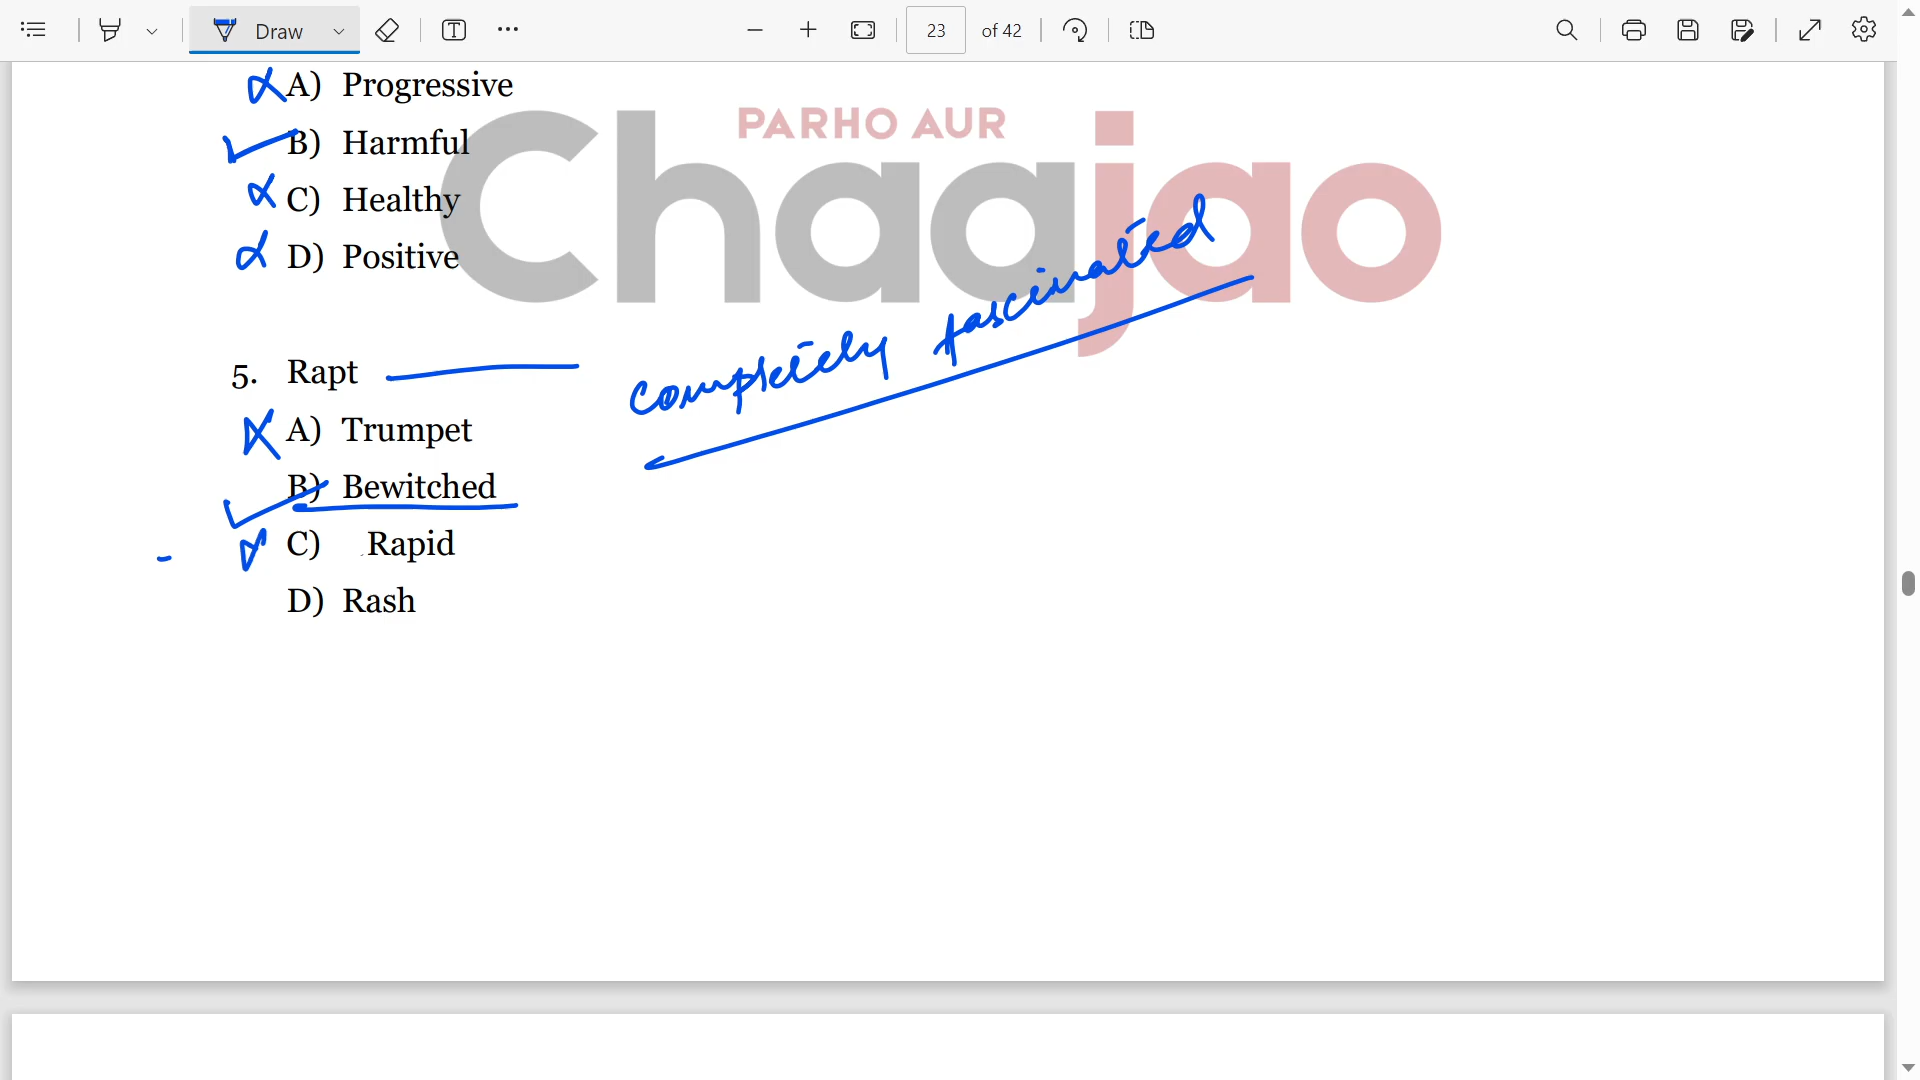 Draw
23 of 42
A) Progressive
B) Harmful
C) Healthy
D) Positive
PARHO AUR
Chaajao
completely fascinated
5. Rapt
A) Trumpet
B) Bewitched
C) Rapid
D) Rash